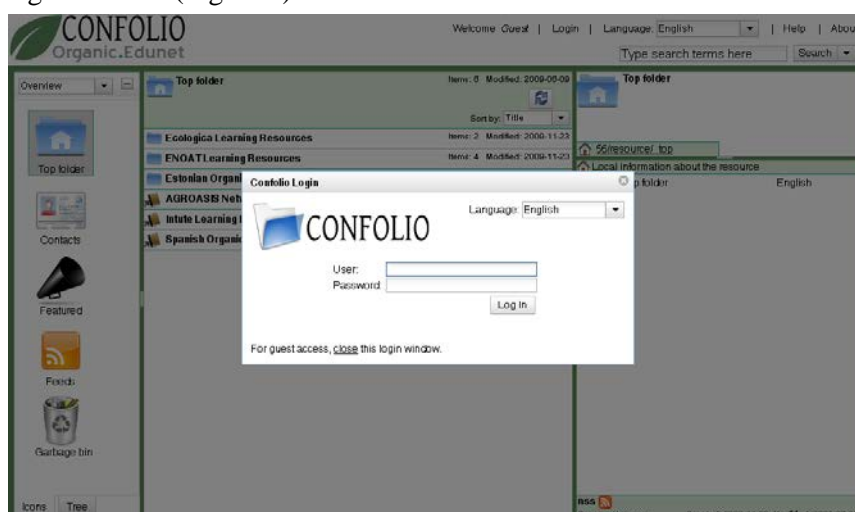 CONFOLIO
Organic.Edunet
Welcome Guest | Login | Language: English | Help | Abou
Type search terms here Search
Overview
Top folder
Contacts
Featured
Feeds
Garbage bin
Icons Tree
Top folder
Items: 6 Modified: 2009-06-09
Sort by: Title
Ecologica Learning Resources Items: 2 Modified: 2009-11-23
ENOAT Learning Resources Items: 4 Modified: 2009-11-23
Estonian Organi
AGROASIS Net
Intute Learning
Spanish Organi
Top folder
56/resource/_top
Local information about the resource
p folder English
rss
Confolio Login
CONFOLIO
Language: English
User:
Password
Log In
For guest access, close this login window.